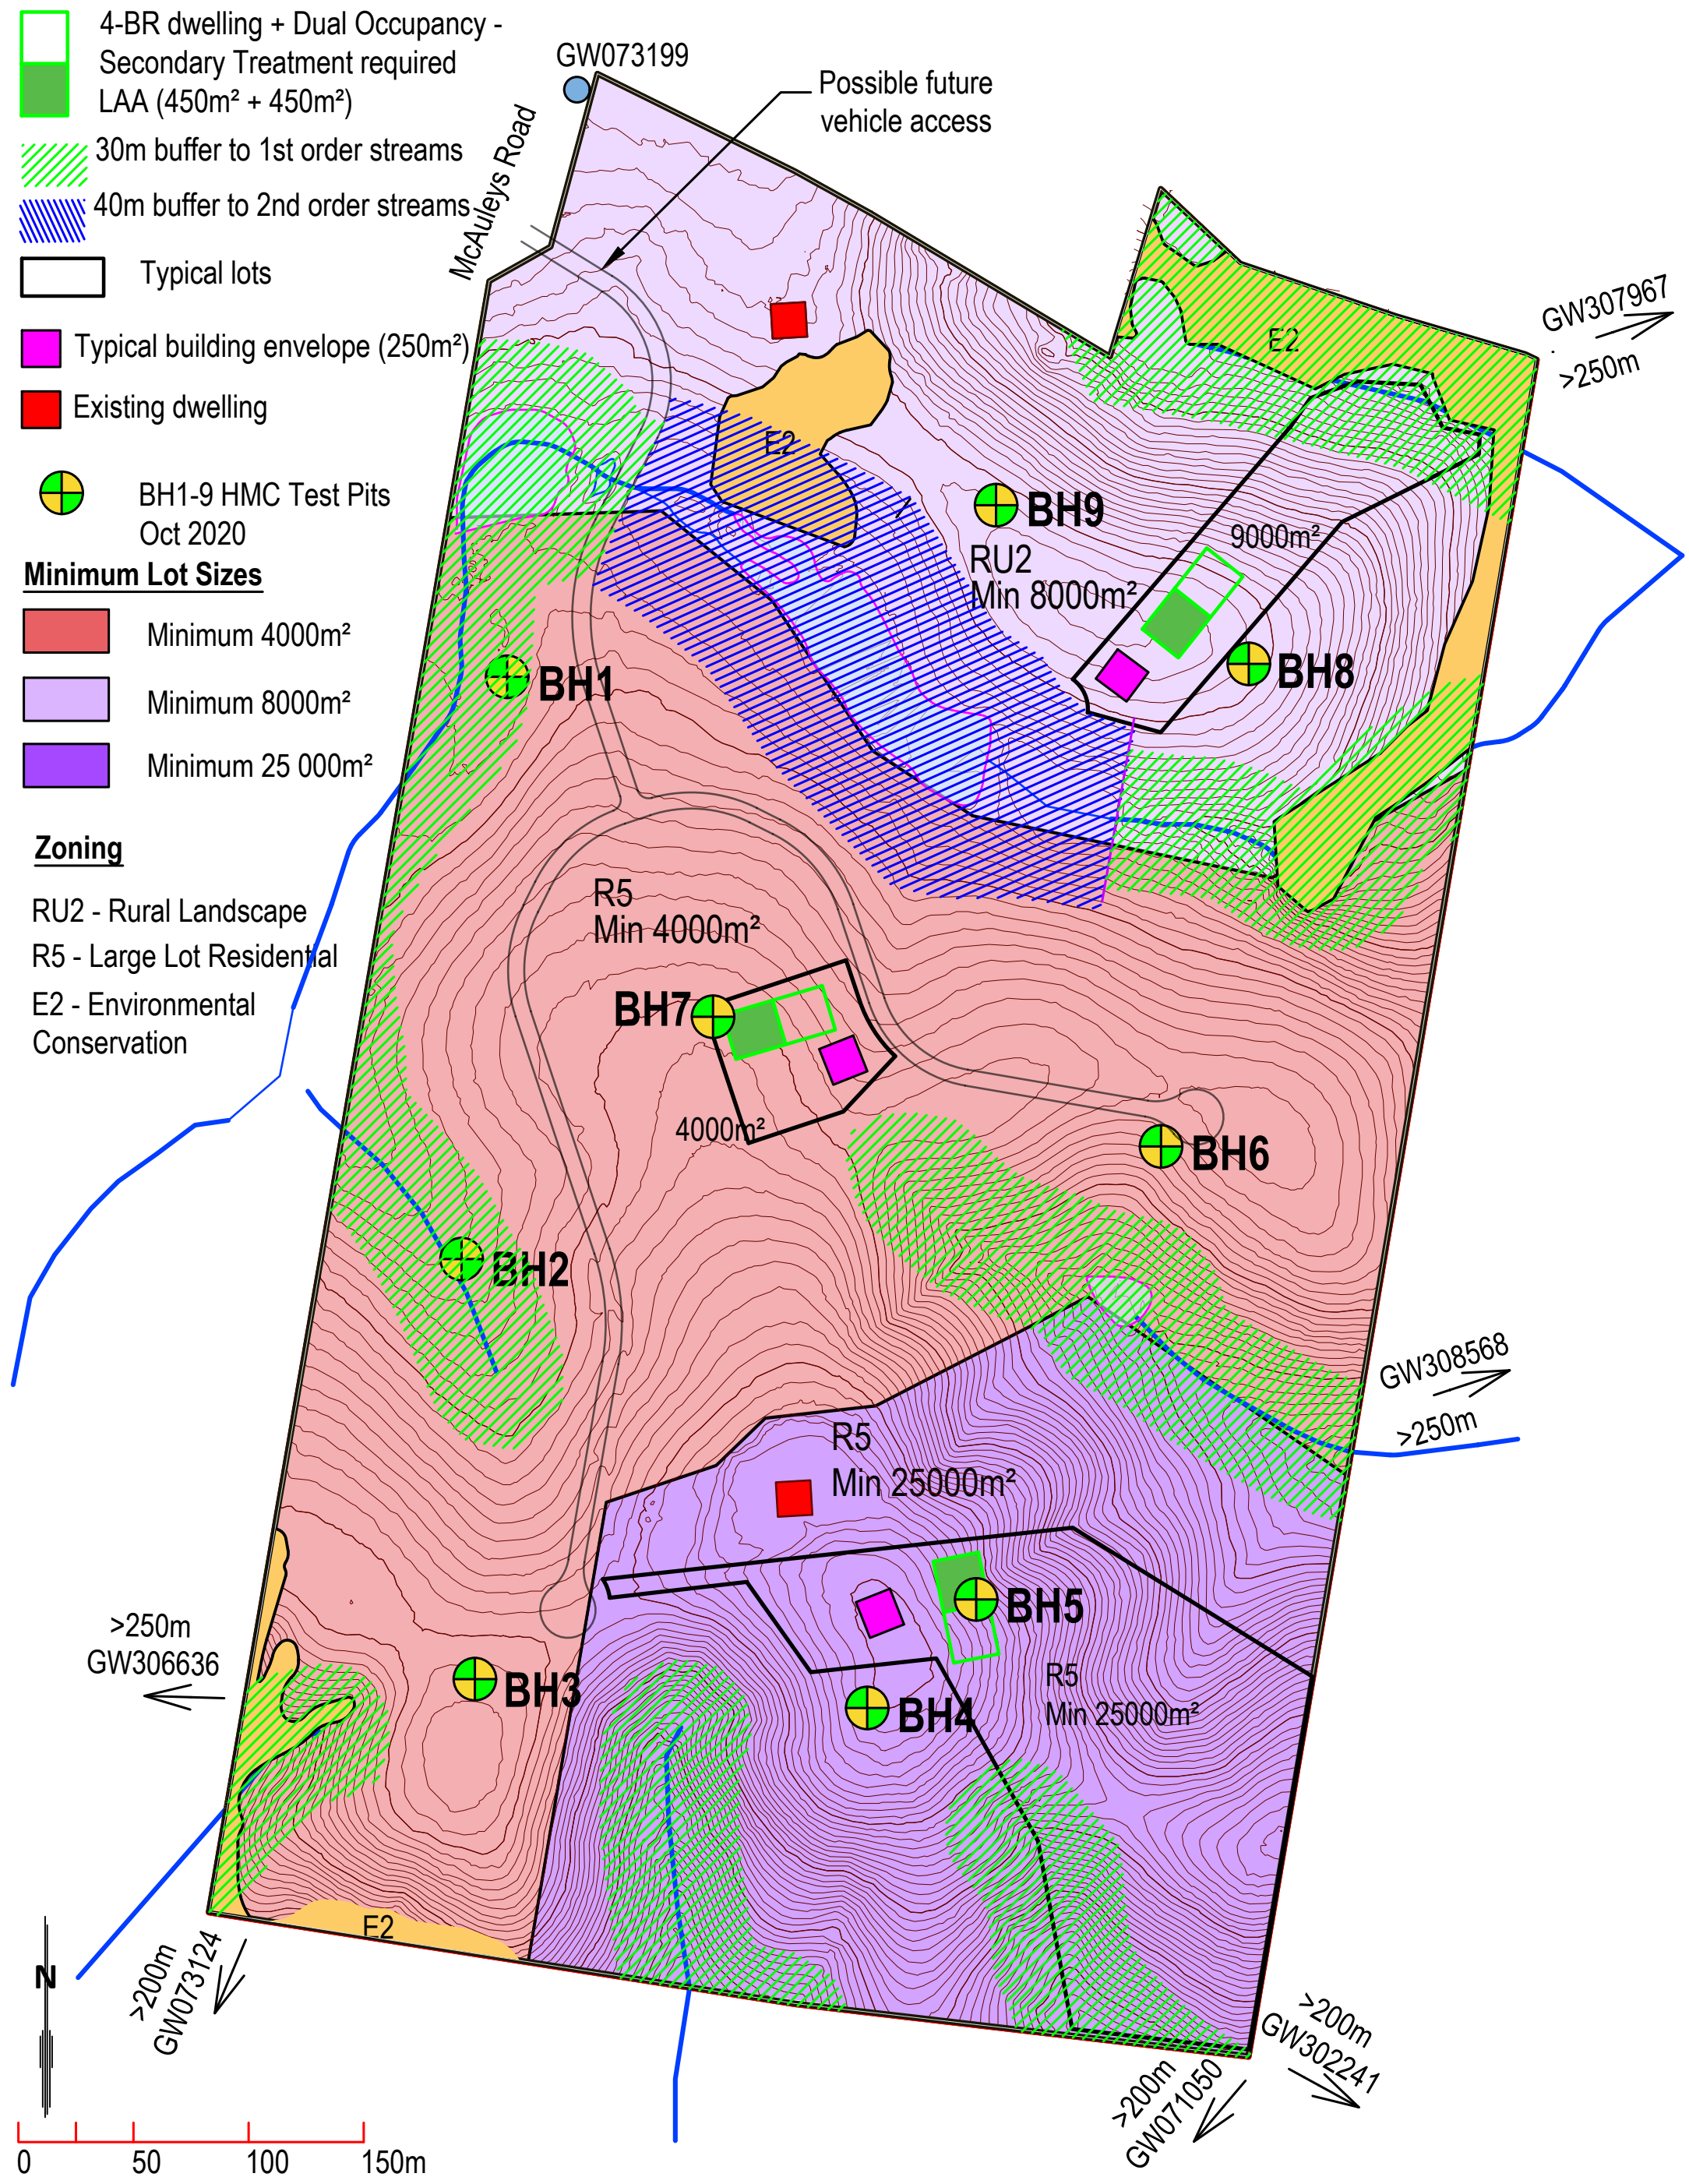 4-BR dwelling + Dual Occupancy -
Secondary Treatment required
LAA (450m² + 450m²)
30m buffer to 1st order streams
40m buffer to 2nd order streams
Typical lots
Typical building envelope (250m²)
Existing dwelling
BH1-9 HMC Test Pits
Oct 2020
Minimum Lot Sizes
Minimum 4000m²
Minimum 8000m²
Minimum 25 000m²
Zoning
RU2 - Rural Landscape
R5 - Large Lot Residential
E2 - Environmental
Conservation
GW073199
McAuleys Road
Possible future
vehicle access
E2
GW307967
>250m
E2
BH9
RU2
Min 8000m²
9000m²
BH8
BH1
R5
Min 4000m²
BH7
4000m²
BH6
BH2
GW308568
>250m
R5
Min 25000m²
BH5
R5
Min 25000m²
BH4
BH3
>250m
GW306636
E2
>200m
GW073124
>200m
GW302241
>200m
GW071050
N
0 50 100 150m